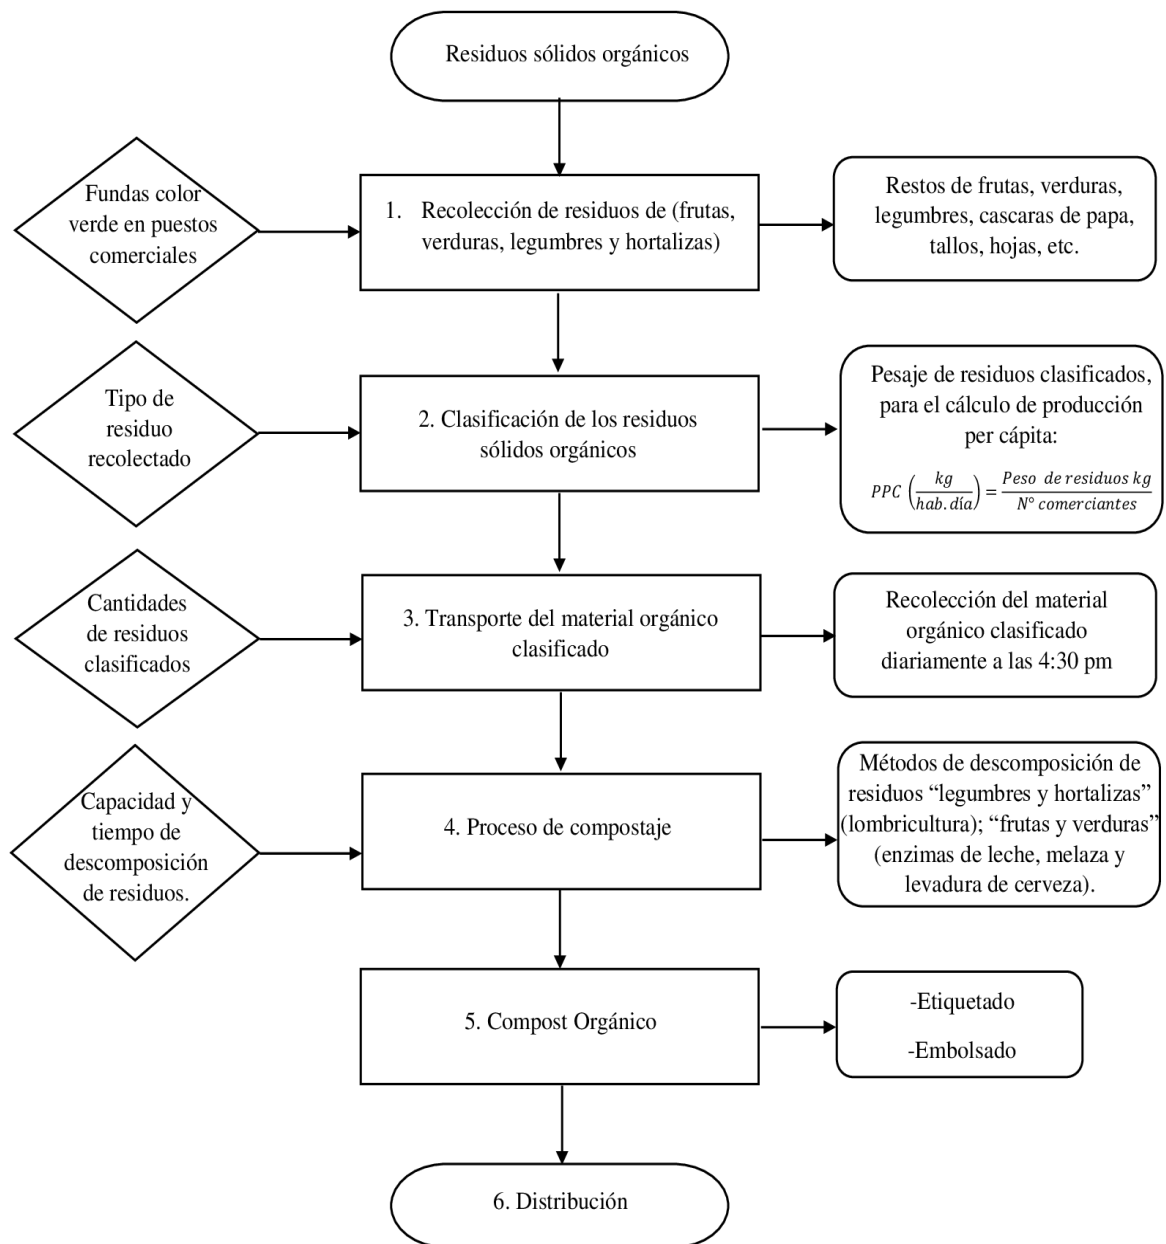 Residuos sólidos orgánicos
Fundas color
verde en puestos
comerciales
1. Recolección de residuos de (frutas,
verduras, legumbres y hortalizas)
Restos de frutas, verduras,
legumbres, cascaras de papa,
tallos, hojas, etc.
Tipo de
residuo
recolectado
2. Clasificación de los residuos
sólidos orgánicos
Pesaje de residuos clasificados,
para el cálculo de producción
per cápita:
PPC (kg/hab.día) = Peso de residuos kg/N° comerciantes
Cantidades
de residuos
clasificados
3. Transporte del material orgánico
clasificado
Recolección del material
orgánico clasificado
diariamente a las 4:30 pm
Capacidad y
tiempo de
descomposición
de residuos.
4. Proceso de compostaje
Métodos de descomposición de
residuos “legumbres y hortalizas”
(lombricultura); “frutas y verduras”
(enzimas de leche, melaza y
levadura de cerveza).
5. Compost Orgánico
-Etiquetado
-Embolsado
6. Distribución